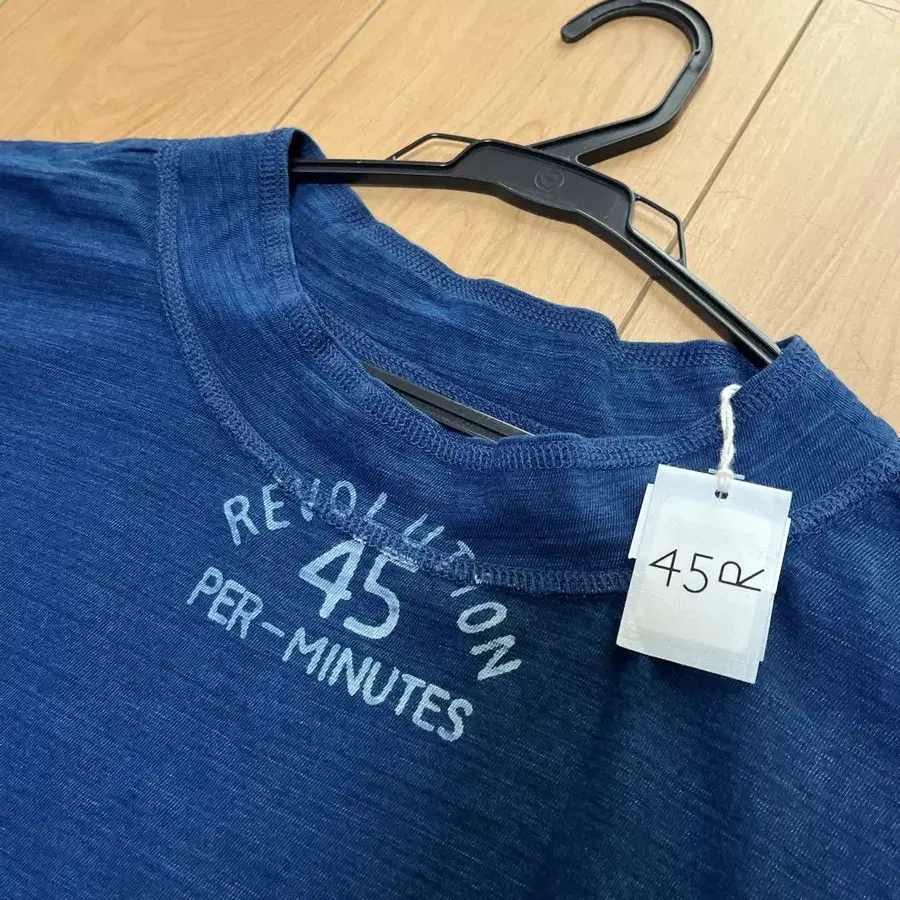 REVOLUTION
45
PER-MINUTES
45R